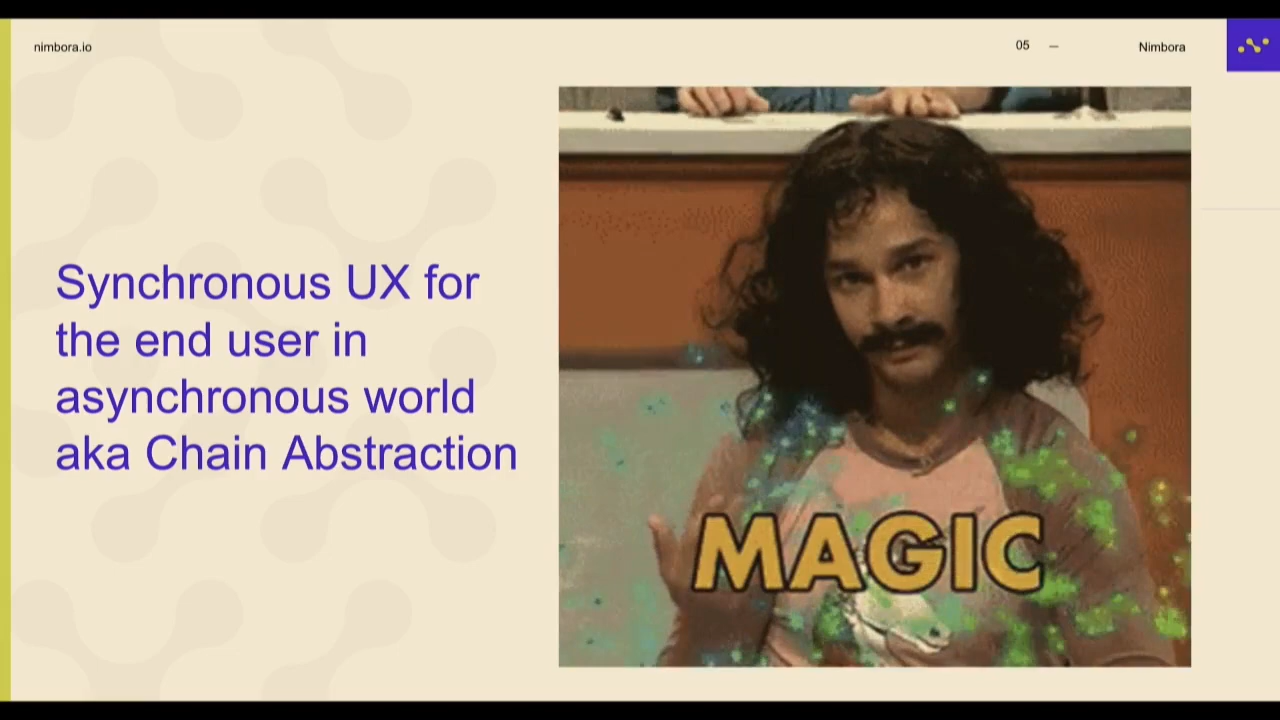 nimbora.io
05 —
Nimbora
Synchronous UX for
the end user in
asynchronous world
aka Chain Abstraction
MAGIC